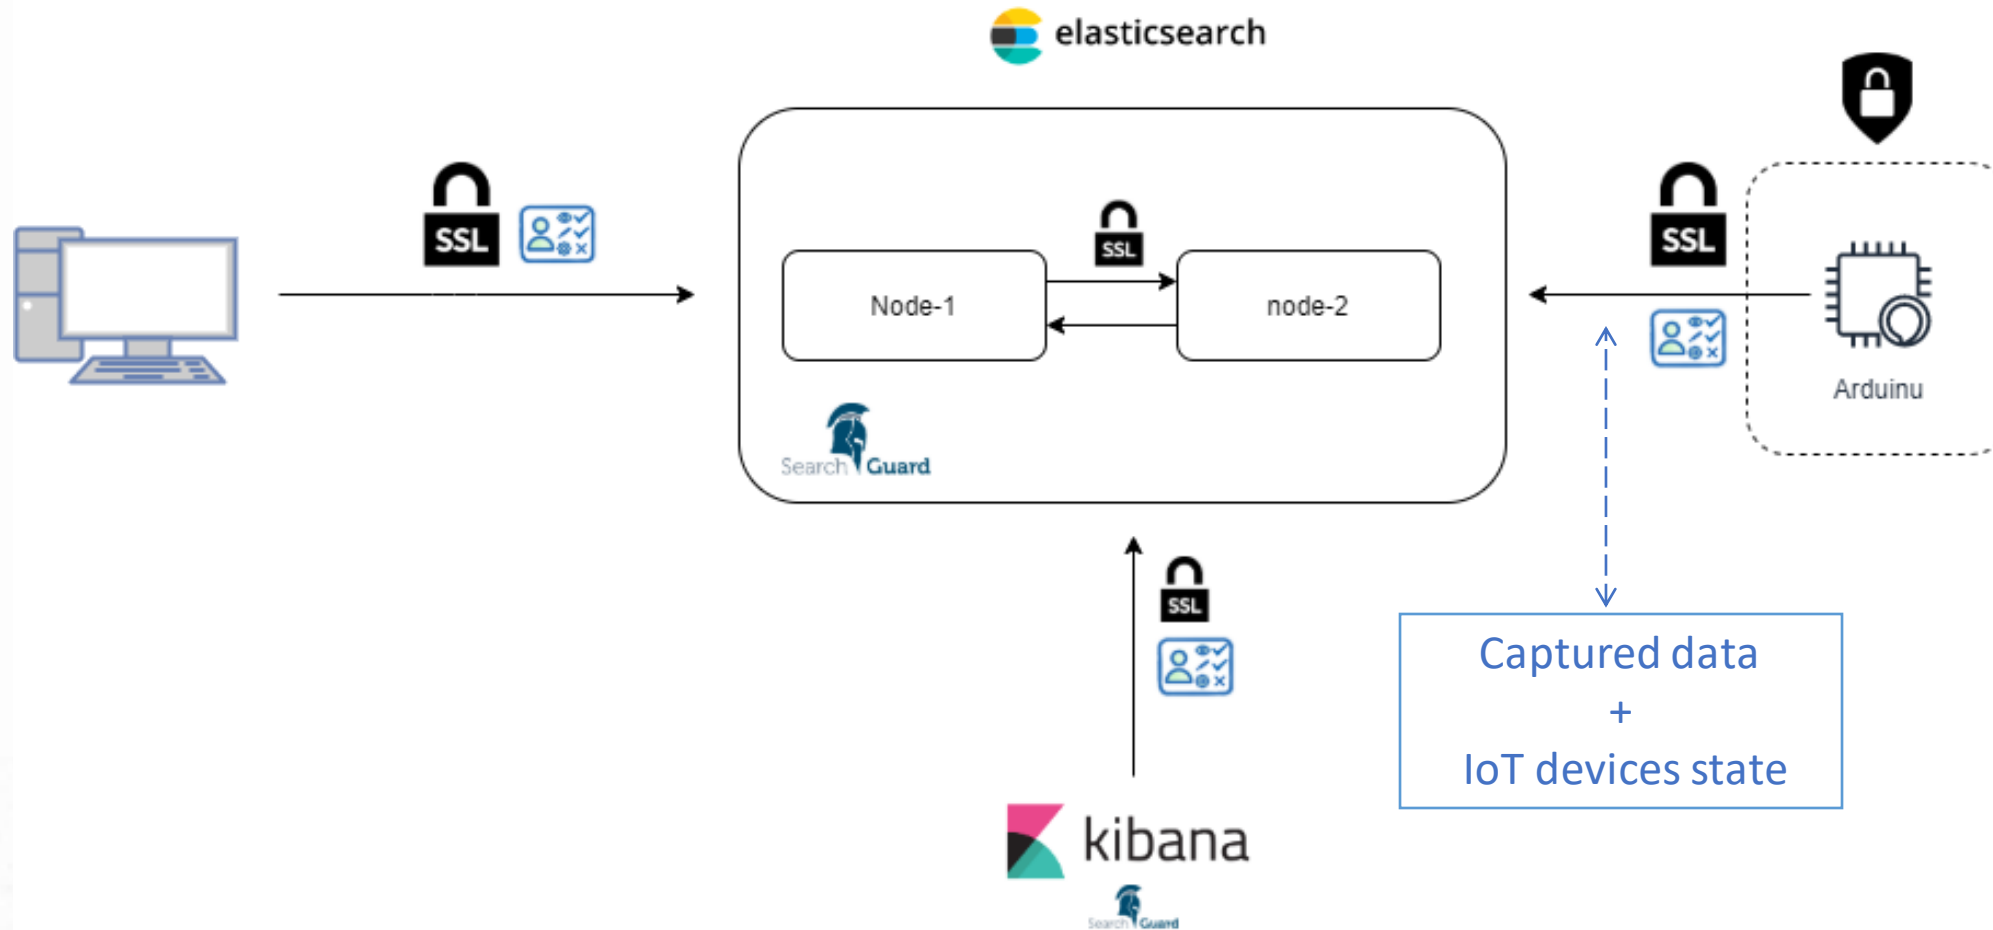 elasticsearch
SSL
SSL
SSL
Node-1
node-2
Arduinu
Search Guard
SSL
Captured data
+
IoT devices state
kibana
Search Guard